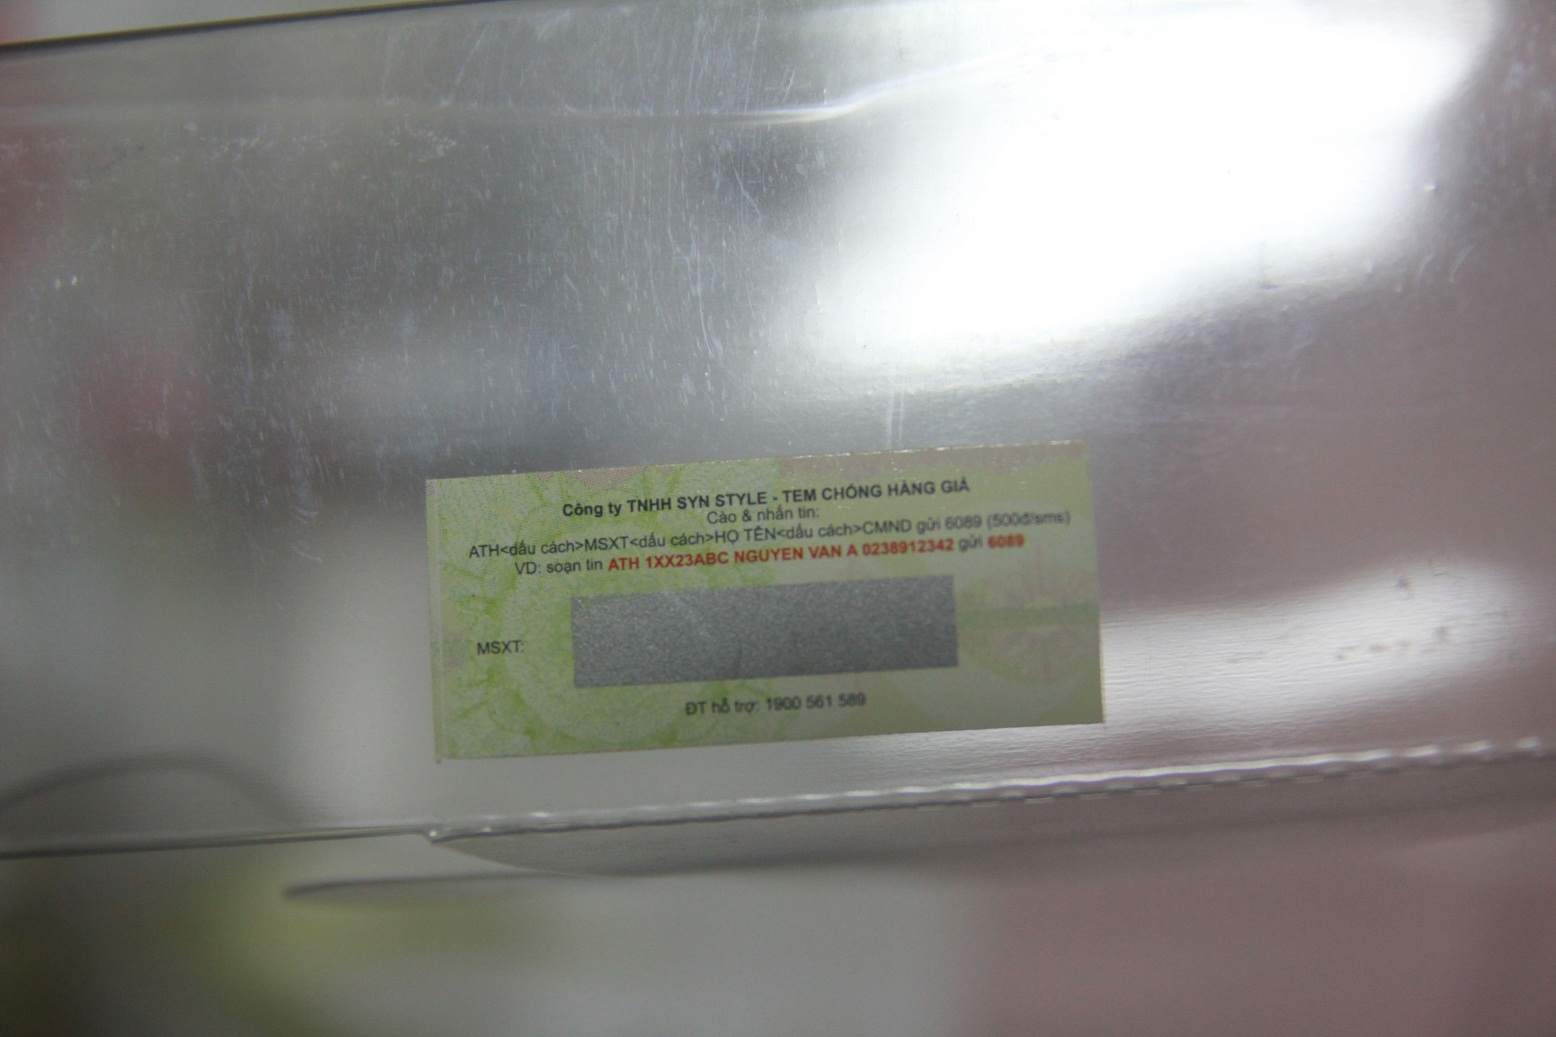 Công ty TNHH SYN STYLE - TEM CHỐNG HÀNG GIẢ
Cào & nhắn tin:
ATH<dấu cách>MSXT<dấu cách>HỌ TÊN<dấu cách>CMND gửi 6089 (500đ/sms)
VD: soạn tin ATH 1XX23ABC NGUYEN VAN A 0238912342 gửi 6089
MSXT:
ĐT hỗ trợ: 1900 561 589